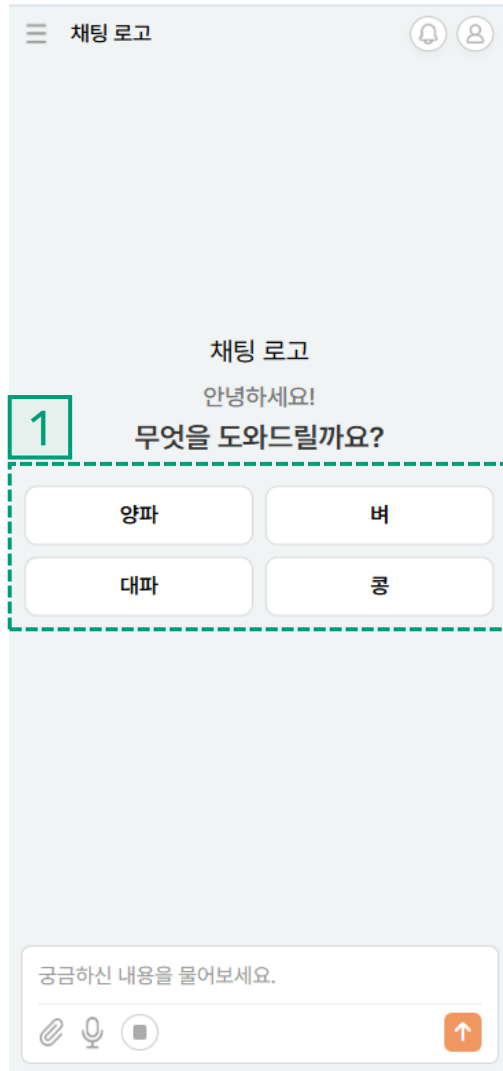 채팅 로고
채팅 로고
안녕하세요!
1
무엇을 도와드릴까요?
양파
벼
대파
콩
궁금하신 내용을 물어보세요.